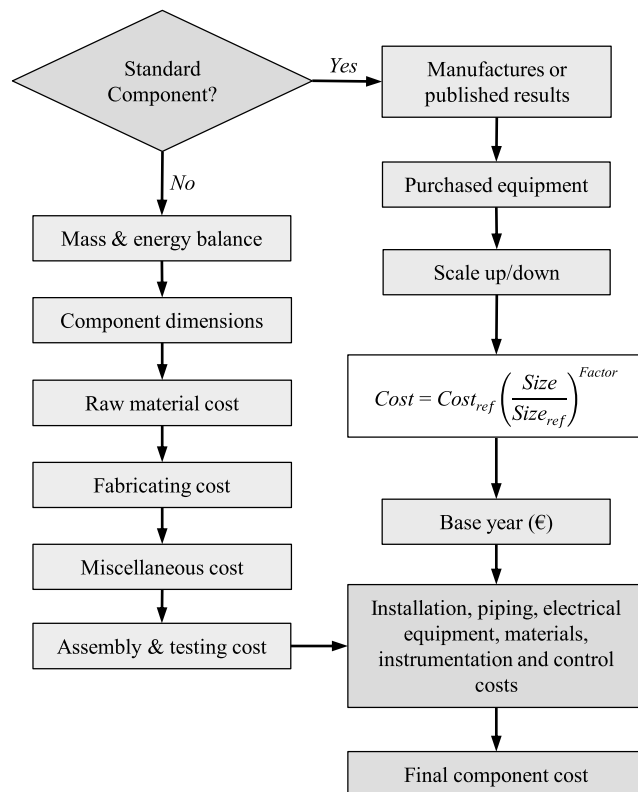 Standard
Component?
Yes
Manufactures or
published results
No
Purchased equipment
Mass & energy balance
Scale up/down
Component dimensions
Cost = Cost_ref (Size / Size_ref)^Factor
Raw material cost
Fabricating cost
Base year (€)
Miscellaneous cost
Installation, piping, electrical
equipment, materials,
instrumentation and control
costs
Assembly & testing cost
Final component cost